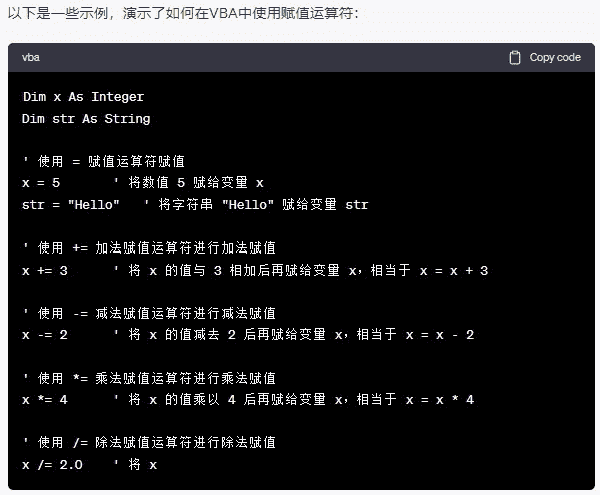 以下是一些示例，演示了如何在VBA中使用赋值运算符：
vba Copy code
Dim x As Integer
Dim str As String
' 使用 = 赋值运算符赋值
x = 5 ' 将数值 5 赋给变量 x
str = "Hello" ' 将字符串 "Hello" 赋给变量 str
' 使用 += 加法赋值运算符进行加法赋值
x += 3 ' 将 x 的值与 3 相加后再赋给变量 x，相当于 x = x + 3
' 使用 -= 减法赋值运算符进行减法赋值
x -= 2 ' 将 x 的值减去 2 后再赋给变量 x，相当于 x = x - 2
' 使用 *= 乘法赋值运算符进行乘法赋值
x *= 4 ' 将 x 的值乘以 4 后再赋给变量 x，相当于 x = x * 4
' 使用 /= 除法赋值运算符进行除法赋值
x /= 2.0 ' 将 x